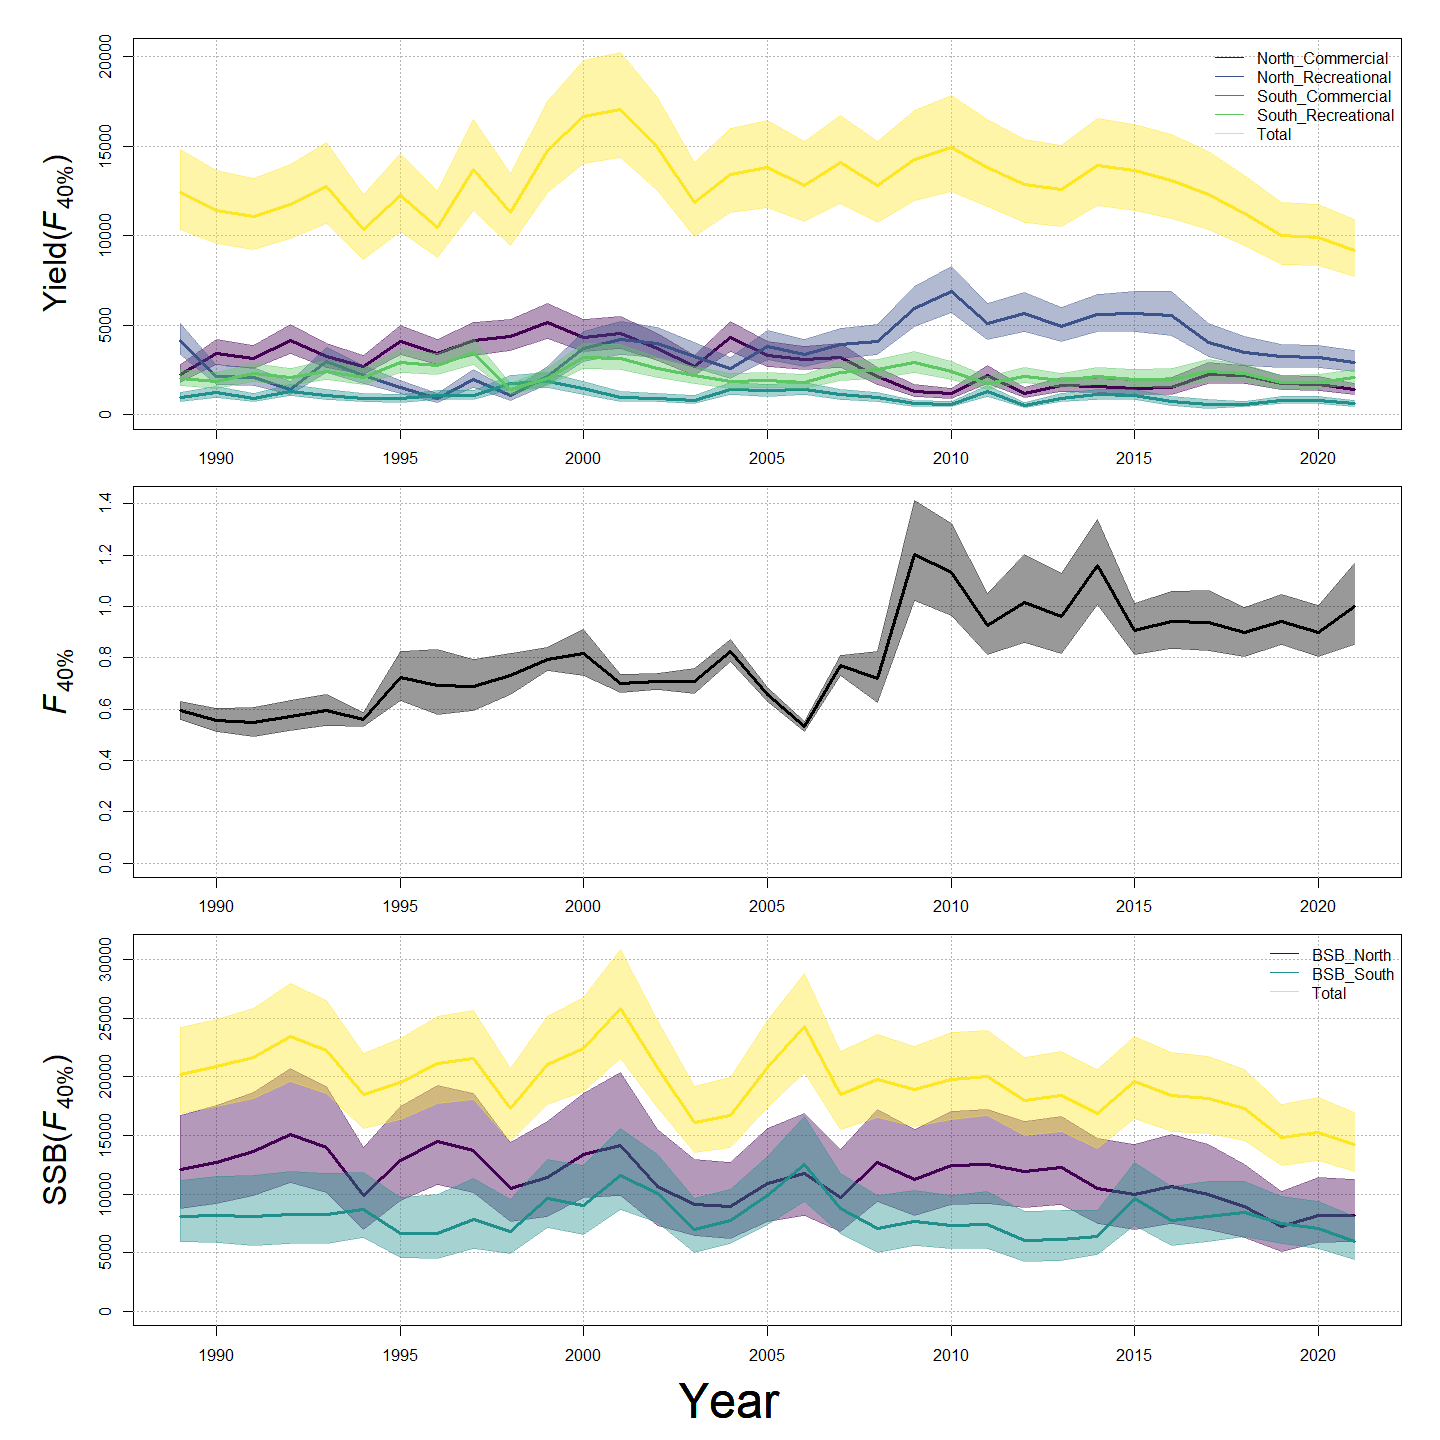 Yield(F40%)
20000
15000
10000
5000
0
North_Commercial
North_Recreational
South_Commercial
South_Recreational
Total
1990 1995 2000 2005 2010 2015 2020
F40%
1.4
1.2
1.0
0.8
0.6
0.4
0.2
0.0
1990 1995 2000 2005 2010 2015 2020
SSB(F40%)
30000
25000
20000
15000
10000
5000
0
BSB_North
BSB_South
Total
1990 1995 2000 2005 2010 2015 2020
Year